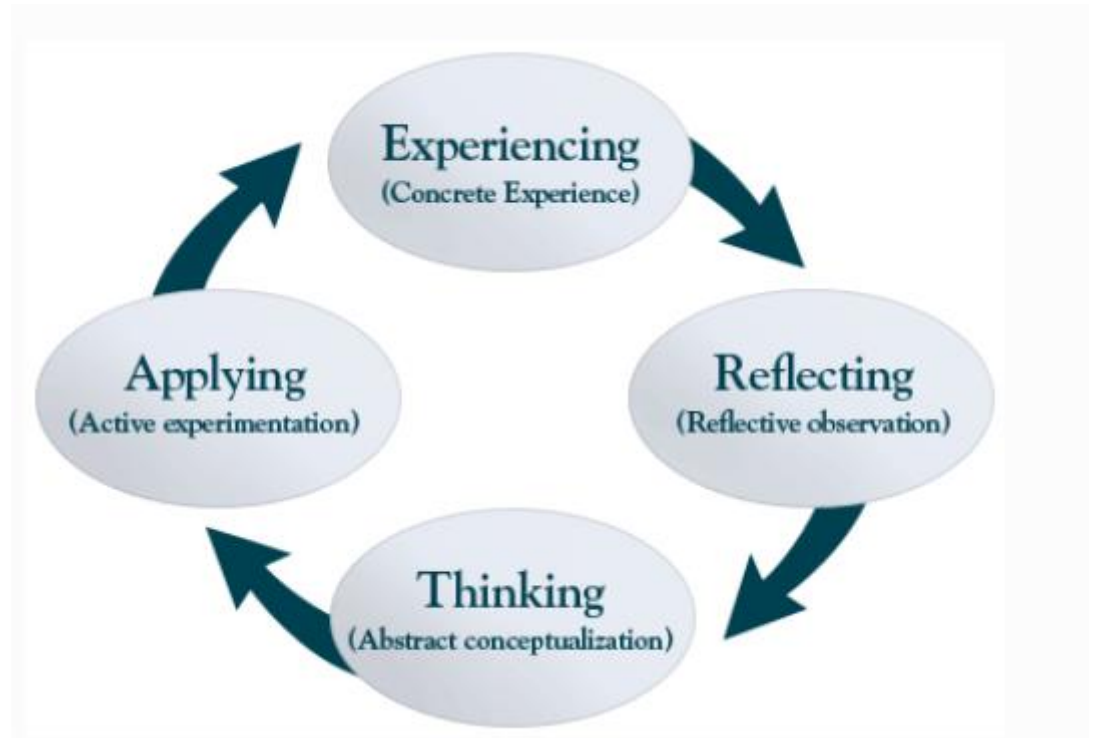 Experiencing
(Concrete Experience)
Reflecting
(Reflective observation)
Thinking
(Abstract conceptualization)
Applying
(Active experimentation)